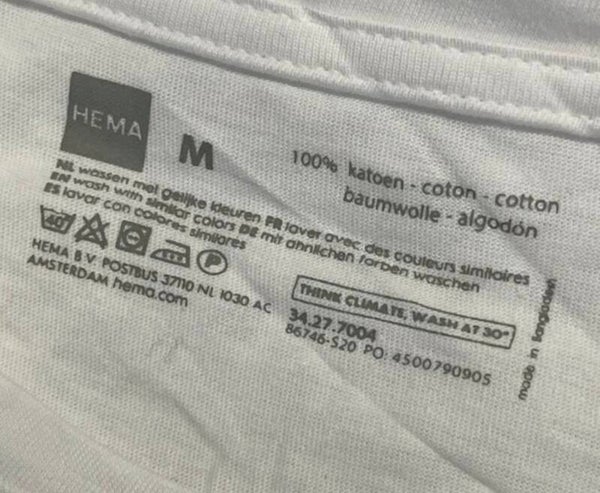 HEMA
M
100% katoen - coton - cotton
baumwolle - algodón
NL wassen met gelijke kleuren FR laver avec des couleurs similaires
EN wash with similar colors DE mit ähnlichen farben waschen
ES lavar con colores similares
40°
HEMA B.V. POSTBUS 37110 NL 1030 AC
AMSTERDAM hema.com
THINK CLIMATE, WASH AT 30°
34.27.7004
86746-S20 PO: 4500790905
made in Bangladesh